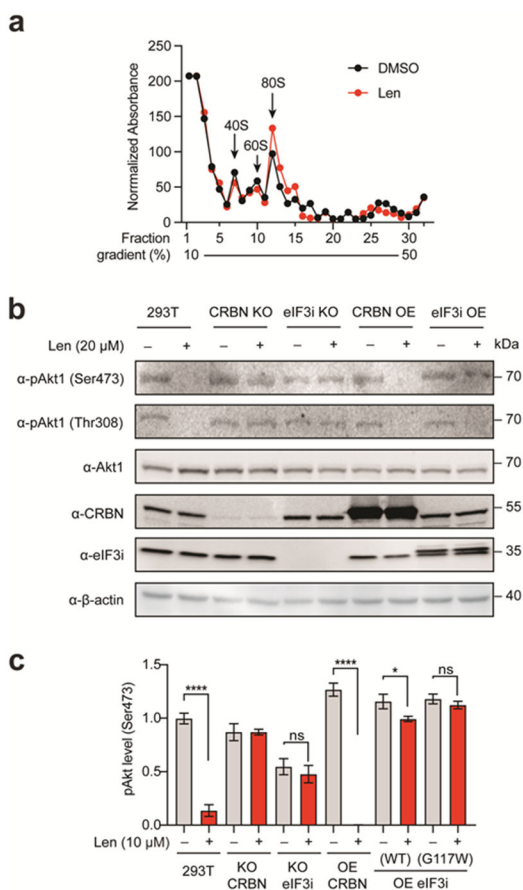 a
250
200
150
100
50
0
Norrmalized Absorbance
DMSO
Len
40S
60S
80S
Fraction 1 5 10 15 20 25 30
gradient (%) 10 50
b
293T CRBN KO eIF3i KO CRBN OE eIF3i OE
Len (20 µM) – + – + – + – + – + kDa
α-pAkt1 (Ser473) 70
α-pAkt1 (Thr308) 70
α-Akt1 70
α-CRBN 55
α-eIF3i 35
α-β-actin 40
c
1.5
1.0
0.5
0.0
pAkt level (Ser473)
**** ns **** * ns
Len (10 µM) – + – + – + – + – + – +
293T KO CRBN KO eIF3i OE CRBN (WT) (G117W)
OE eIF3i